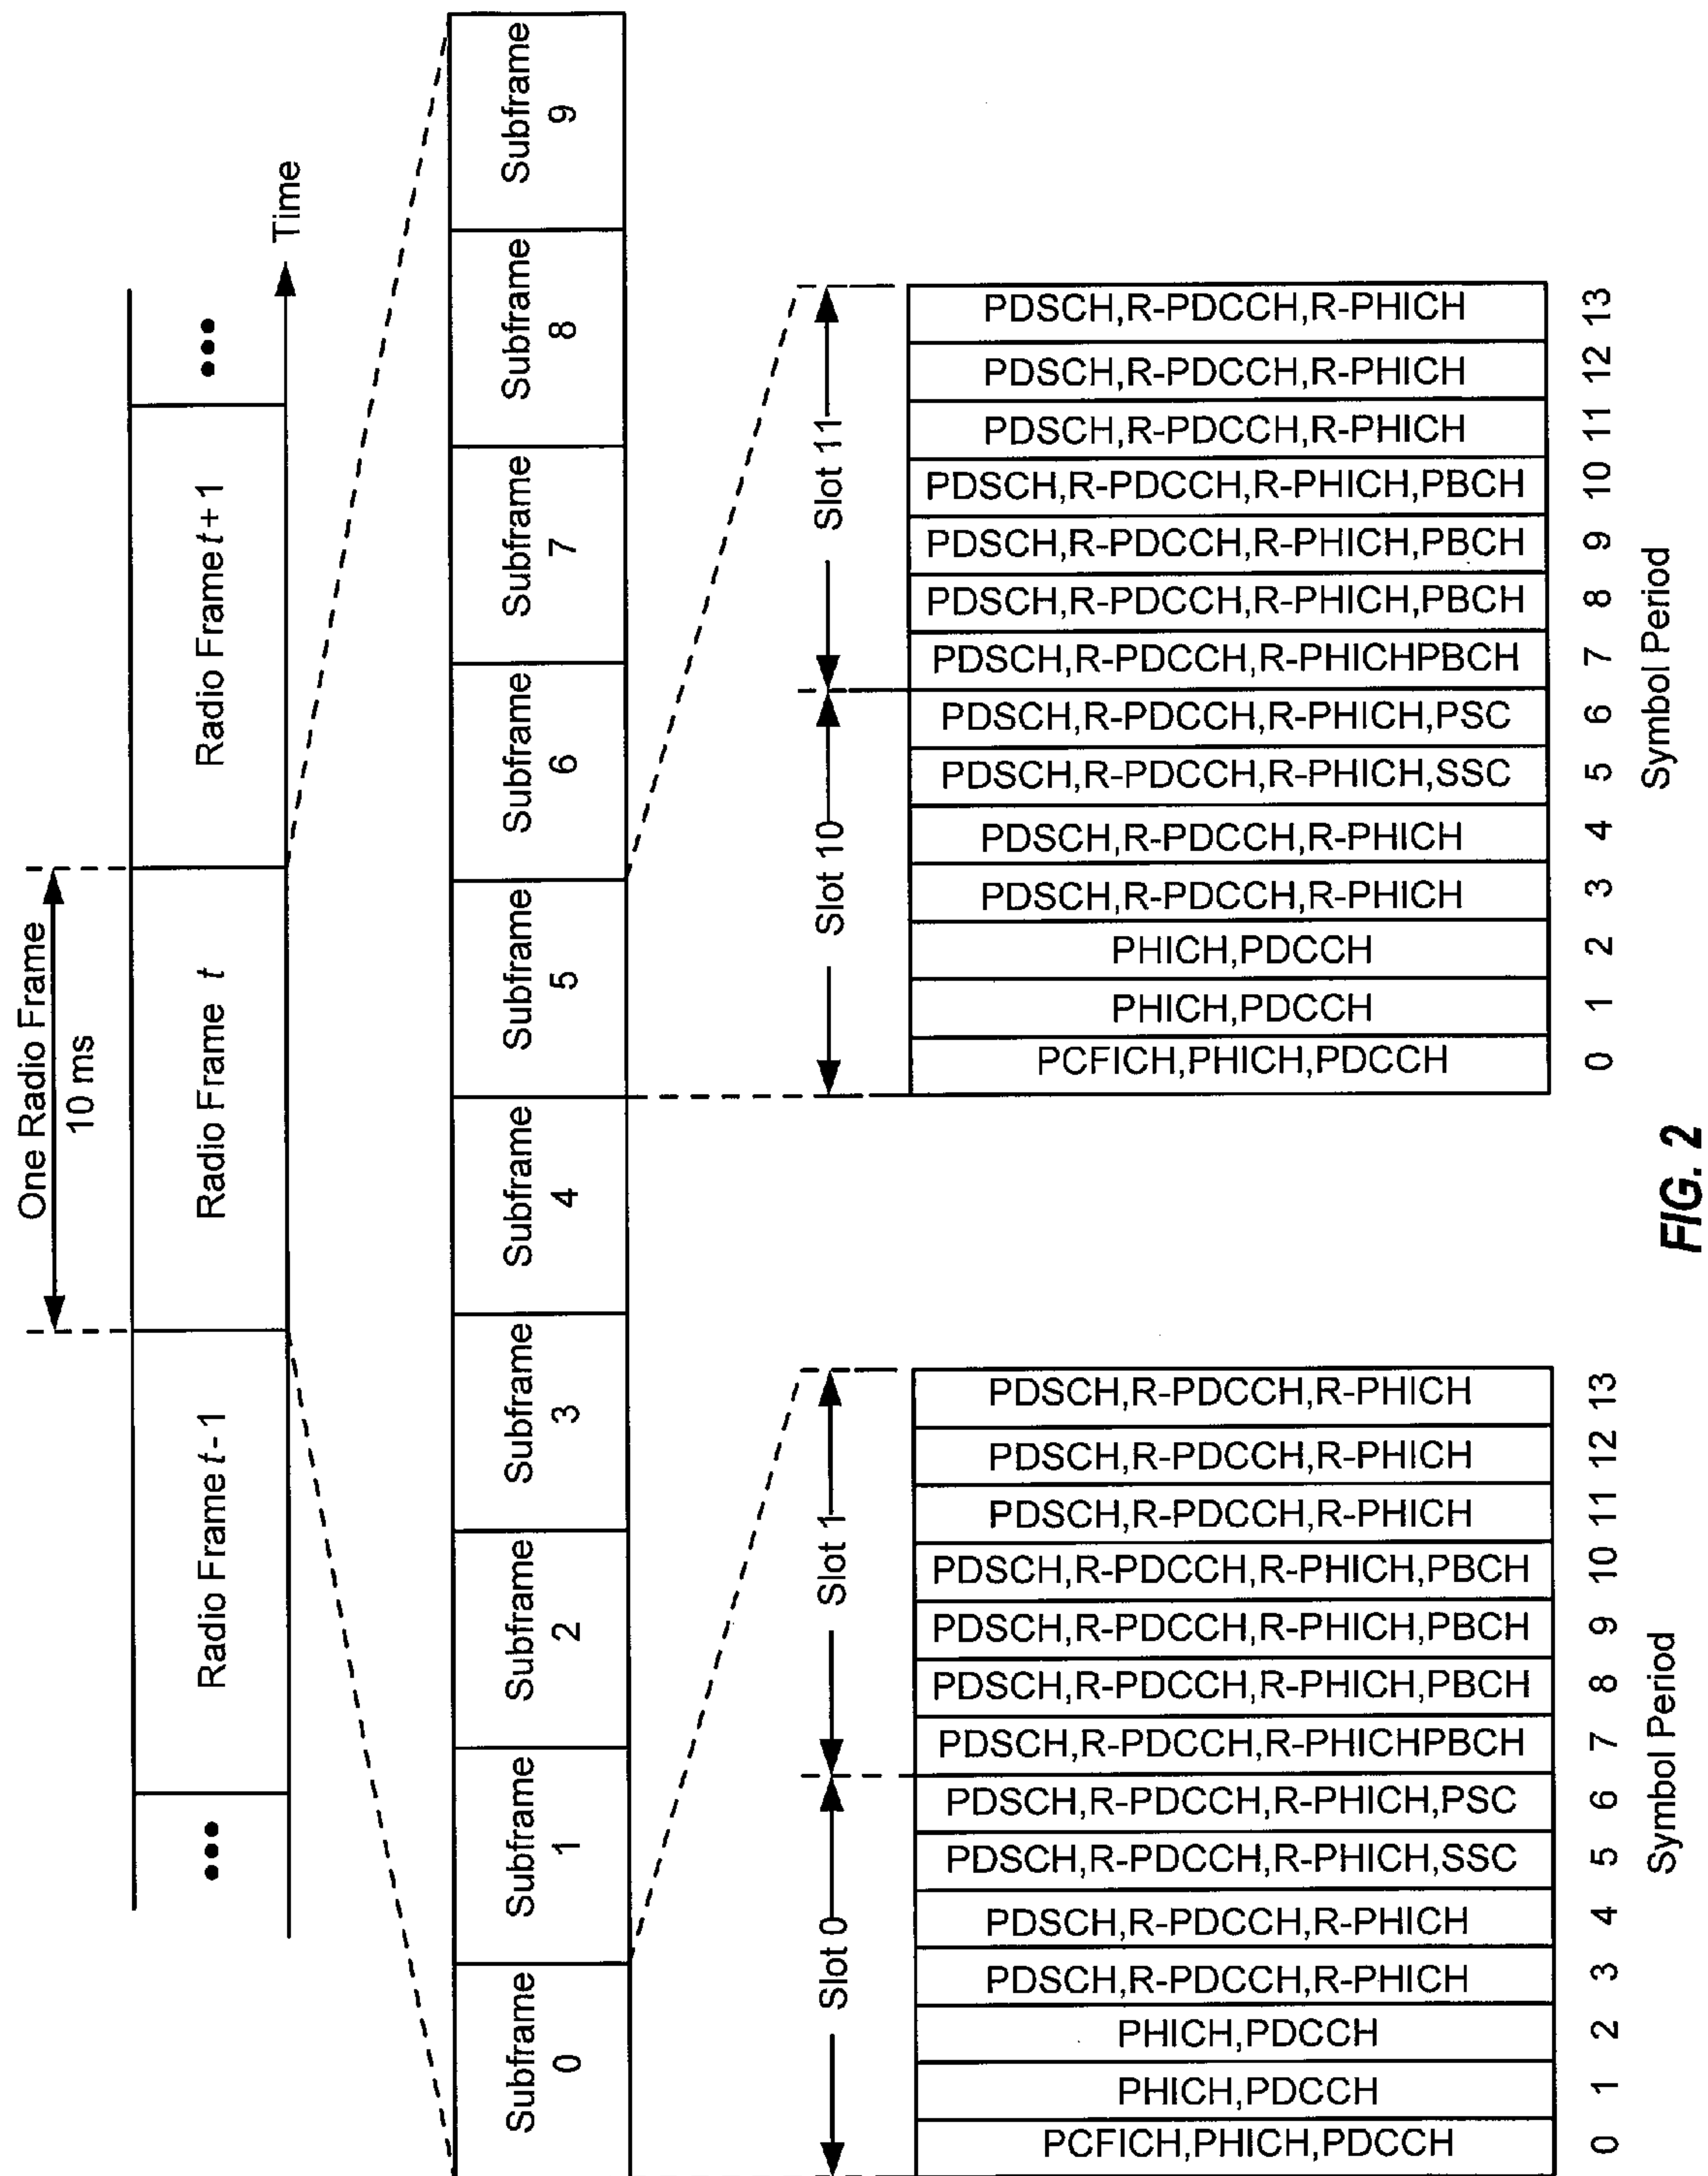 One Radio Frame
10 ms
•••
Radio Frame t - 1
Radio Frame t
Radio Frame t + 1
•••
Time
Subframe
0
Subframe
1
Subframe
2
Subframe
3
Subframe
4
Subframe
5
Subframe
6
Subframe
7
Subframe
8
Subframe
9
Slot 0
Slot 1
PCFICH,PHICH,PDCCH
PHICH,PDCCH
PHICH,PDCCH
PDSCH,R-PDCCH,R-PHICH
PDSCH,R-PDCCH,R-PHICH
PDSCH,R-PDCCH,R-PHICH,SSC
PDSCH,R-PDCCH,R-PHICH,PSC
PDSCH,R-PDCCH,R-PHICHPBCH
PDSCH,R-PDCCH,R-PHICH,PBCH
PDSCH,R-PDCCH,R-PHICH,PBCH
PDSCH,R-PDCCH,R-PHICH,PBCH
PDSCH,R-PDCCH,R-PHICH
PDSCH,R-PDCCH,R-PHICH
PDSCH,R-PDCCH,R-PHICH
0 1 2 3 4 5 6 7 8 9 10 11 12 13
Symbol Period
Slot 10
Slot 11
PCFICH,PHICH,PDCCH
PHICH,PDCCH
PHICH,PDCCH
PDSCH,R-PDCCH,R-PHICH
PDSCH,R-PDCCH,R-PHICH
PDSCH,R-PDCCH,R-PHICH,SSC
PDSCH,R-PDCCH,R-PHICH,PSC
PDSCH,R-PDCCH,R-PHICHPBCH
PDSCH,R-PDCCH,R-PHICH,PBCH
PDSCH,R-PDCCH,R-PHICH,PBCH
PDSCH,R-PDCCH,R-PHICH,PBCH
PDSCH,R-PDCCH,R-PHICH
PDSCH,R-PDCCH,R-PHICH
PDSCH,R-PDCCH,R-PHICH
0 1 2 3 4 5 6 7 8 9 10 11 12 13
Symbol Period
FIG. 2